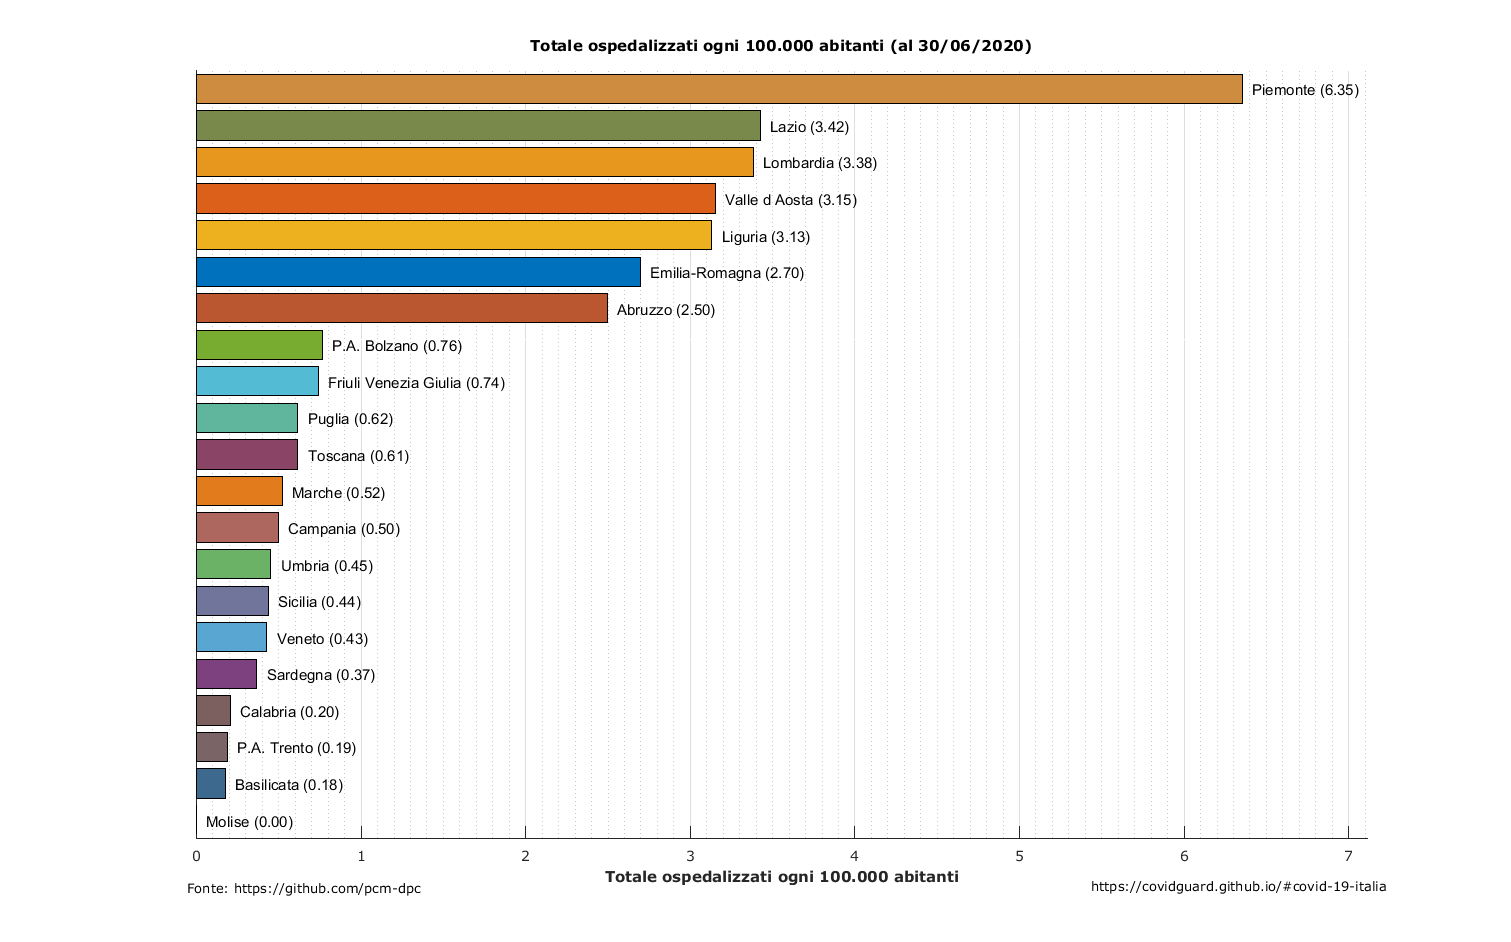 Totale ospedalizzati ogni 100.000 abitanti (al 30/06/2020)
Piemonte (6.35)
Lazio (3.42)
Lombardia (3.38)
Valle d Aosta (3.15)
Liguria (3.13)
Emilia-Romagna (2.70)
Abruzzo (2.50)
P.A. Bolzano (0.76)
Friuli Venezia Giulia (0.74)
Puglia (0.62)
Toscana (0.61)
Marche (0.52)
Campania (0.50)
Umbria (0.45)
Sicilia (0.44)
Veneto (0.43)
Sardegna (0.37)
Calabria (0.20)
P.A. Trento (0.19)
Basilicata (0.18)
Molise (0.00)
0 1 2 3 4 5 6 7
Totale ospedalizzati ogni 100.000 abitanti
Fonte: https://github.com/pcm-dpc
https://covidguard.github.io/#covid-19-italia